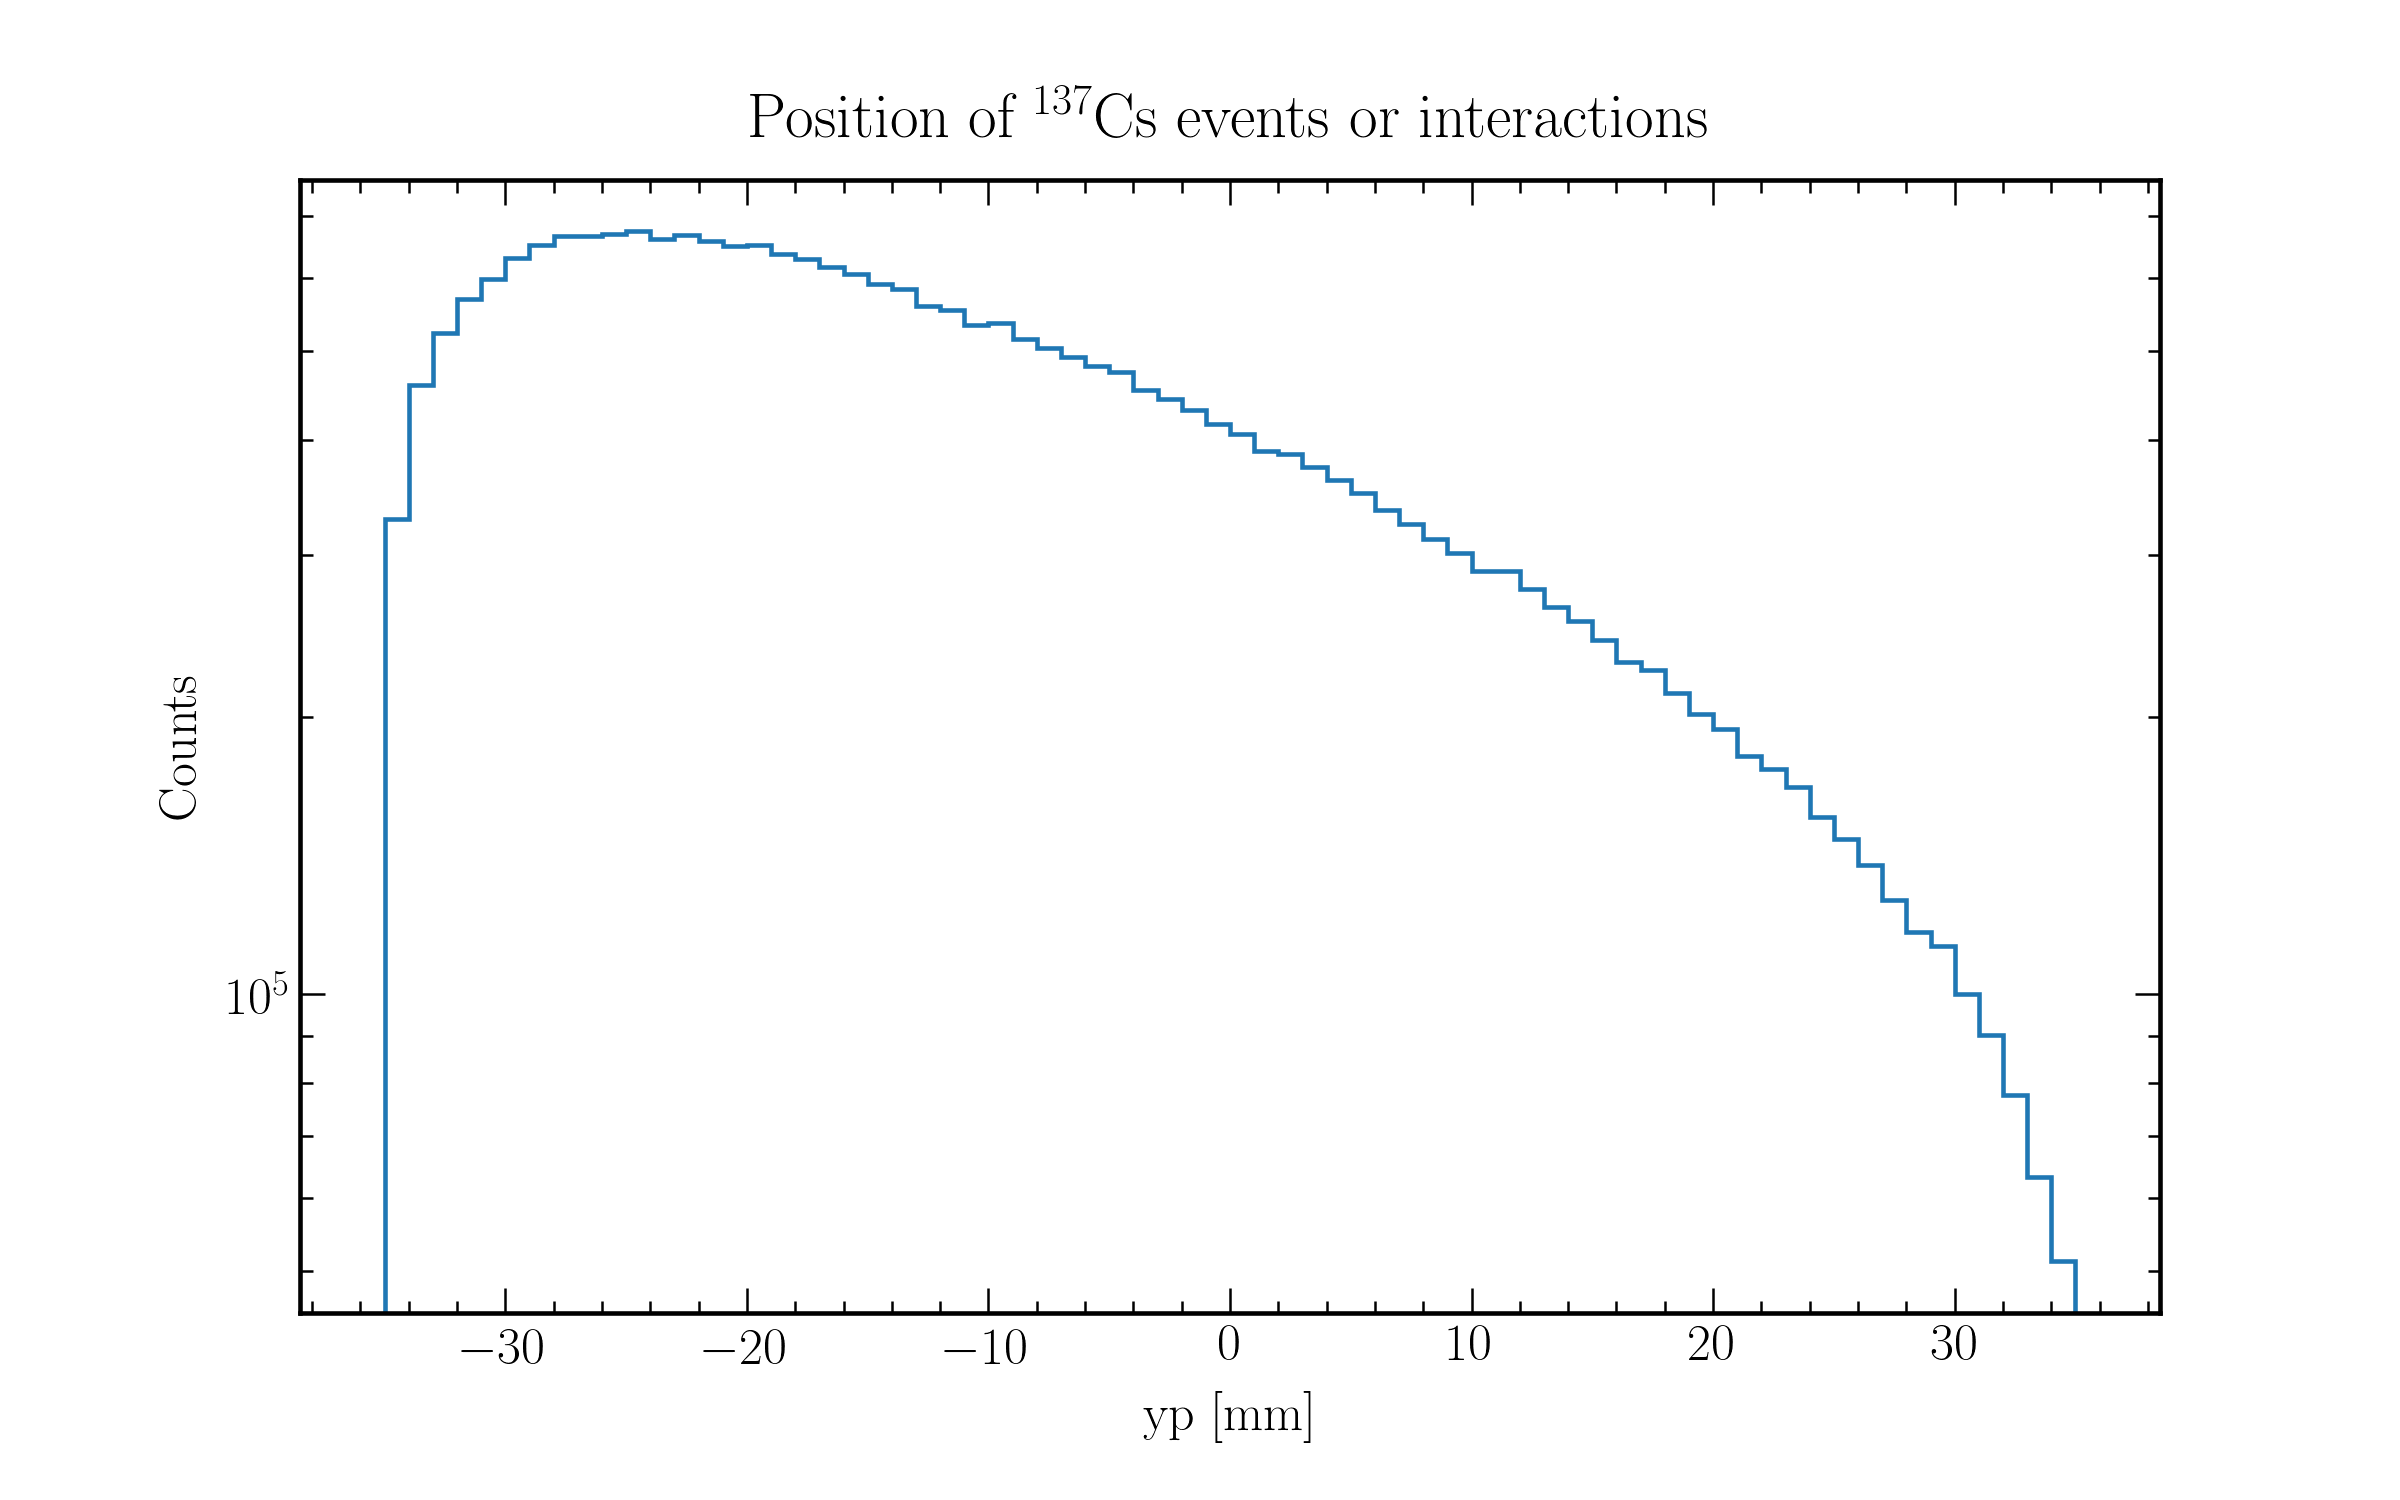 Position of ¹³⁷Cs events or interactions
Counts
10⁵
−30 −20 −10 0 10 20 30
yp [mm]